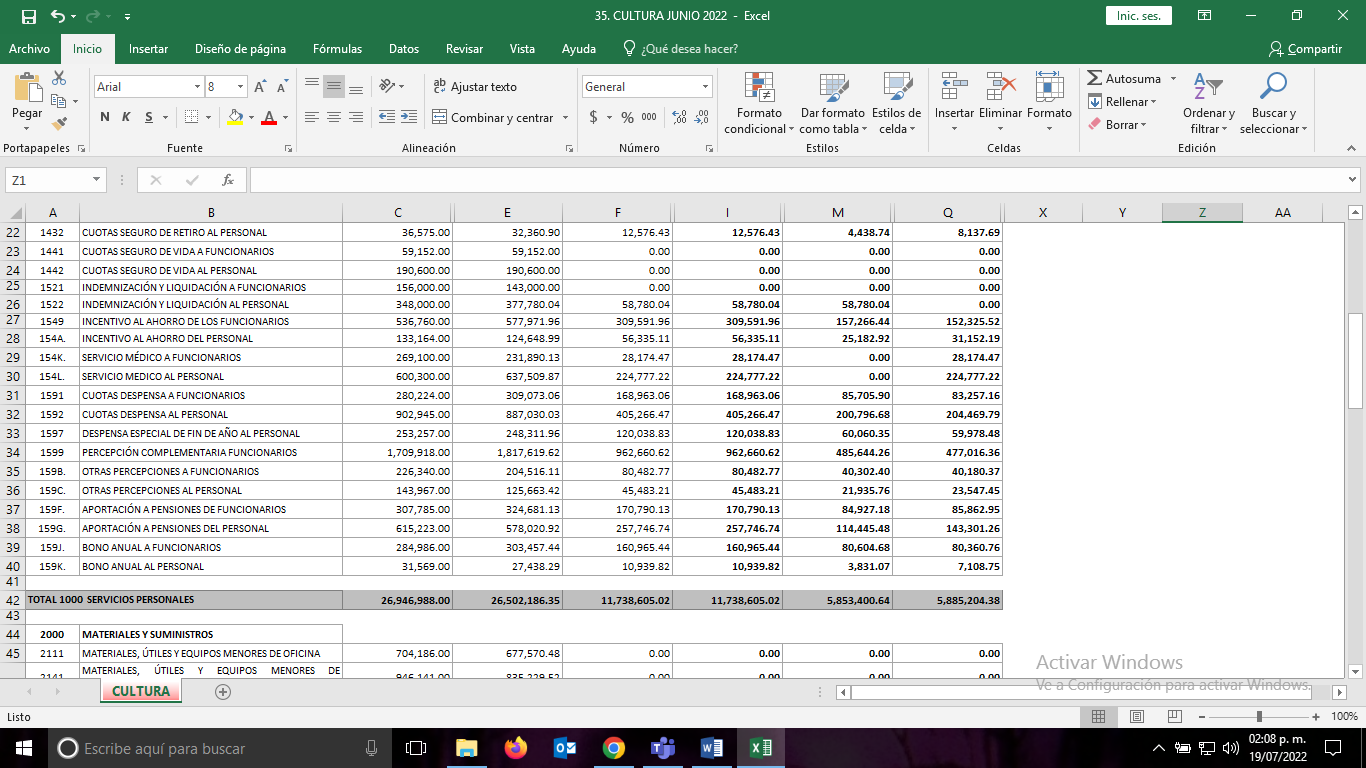 35. CULTURA JUNIO 2022 - Excel
Inic. ses.
Archivo Inicio Insertar Diseño de página Fórmulas Datos Revisar Vista Ayuda ¿Qué desea hacer? Compartir
Pegar
Portapapeles
Arial 8
N K S
Fuente
Ajustar texto
Combinar y centrar
Alineación
General
$ % 000
Número
Formato condicional
Dar formato como tabla
Estilos de celda
Estilos
Insertar Eliminar Formato
Celdas
Autosuma
Rellenar
Borrar
Ordenar y filtrar
Buscar y seleccionar
Edición
Z1 fx
A B C E F I M Q X Y Z AA
22 1432 CUOTAS SEGURO DE RETIRO AL PERSONAL 36,575.00 32,360.90 12,576.43 12,576.43 4,438.74 8,137.69
23 1441 CUOTAS SEGURO DE VIDA A FUNCIONARIOS 59,152.00 59,152.00 0.00 0.00 0.00 0.00
24 1442 CUOTAS SEGURO DE VIDA AL PERSONAL 190,600.00 190,600.00 0.00 0.00 0.00 0.00
25 1521 INDEMNIZACIÓN Y LIQUIDACIÓN A FUNCIONARIOS 156,000.00 143,000.00 0.00 0.00 0.00 0.00
26 1522 INDEMNIZACIÓN Y LIQUIDACIÓN AL PERSONAL 348,000.00 377,780.04 58,780.04 58,780.04 58,780.04 0.00
27 1549 INCENTIVO AL AHORRO DE LOS FUNCIONARIOS 536,760.00 577,971.96 309,591.96 309,591.96 157,266.44 152,325.52
28 154A. INCENTIVO AL AHORRO DEL PERSONAL 133,164.00 124,648.99 56,335.11 56,335.11 25,182.92 31,152.19
29 154K. SERVICIO MÉDICO A FUNCIONARIOS 269,100.00 231,890.13 28,174.47 28,174.47 0.00 28,174.47
30 154L. SERVICIO MEDICO AL PERSONAL 600,300.00 637,509.87 224,777.22 224,777.22 0.00 224,777.22
31 1591 CUOTAS DESPENSA A FUNCIONARIOS 280,224.00 309,073.06 168,963.06 168,963.06 85,705.90 83,257.16
32 1592 CUOTAS DESPENSA AL PERSONAL 902,945.00 887,030.03 405,266.47 405,266.47 200,796.68 204,469.79
33 1597 DESPENSA ESPECIAL DE FIN DE AÑO AL PERSONAL 253,257.00 248,311.96 120,038.83 120,038.83 60,060.35 59,978.48
34 1599 PERCEPCIÓN COMPLEMENTARIA FUNCIONARIOS 1,709,918.00 1,817,619.62 962,660.62 962,660.62 485,644.26 477,016.36
35 159B. OTRAS PERCEPCIONES A FUNCIONARIOS 226,340.00 204,516.11 80,482.77 80,482.77 40,302.40 40,180.37
36 159C. OTRAS PERCEPCIONES AL PERSONAL 143,967.00 125,663.42 45,483.21 45,483.21 21,935.76 23,547.45
37 159F. APORTACIÓN A PENSIONES DE FUNCIONARIOS 307,785.00 324,681.13 170,790.13 170,790.13 84,927.18 85,862.95
38 159G. APORTACIÓN A PENSIONES DEL PERSONAL 615,223.00 578,020.92 257,746.74 257,746.74 114,445.48 143,301.26
39 159J. BONO ANUAL A FUNCIONARIOS 284,986.00 303,457.44 160,965.44 160,965.44 80,604.68 80,360.76
40 159K. BONO ANUAL AL PERSONAL 31,569.00 27,438.29 10,939.82 10,939.82 3,831.07 7,108.75
41
42 TOTAL 1000 SERVICIOS PERSONALES 26,946,988.00 26,502,186.35 11,738,605.02 11,738,605.02 5,853,400.64 5,885,204.38
43
44 2000 MATERIALES Y SUMINISTROS
45 2111 MATERIALES, ÚTILES Y EQUIPOS MENORES DE OFICINA 704,186.00 677,570.48 0.00 0.00 0.00 0.00
2141 MATERIALES, ÚTILES Y EQUIPOS MENORES DE 946,141.00 835,229.52 0.00 0.00 0.00 0.00
Activar Windows
Ve a Configuración para activar Windows.
CULTURA
Listo 100%
Escribe aquí para buscar
02:08 p. m.
19/07/2022